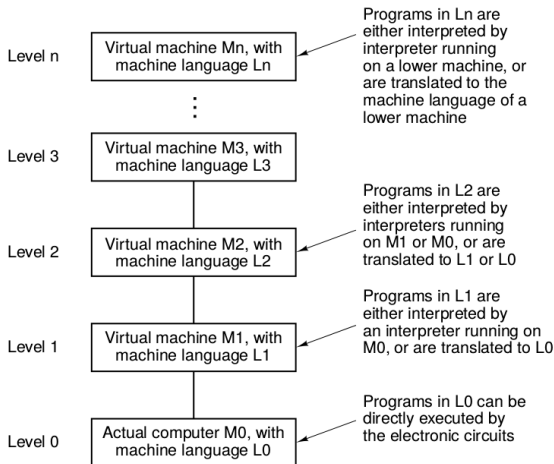 Level n
Virtual machine Mn, with
machine language Ln
Programs in Ln are
either interpreted by
interpreter running
on a lower machine, or
are translated to the
machine language of a
lower machine
Level 3
Virtual machine M3, with
machine language L3
Level 2
Virtual machine M2, with
machine language L2
Programs in L2 are
either interpreted by
interpreters running
on M1 or M0, or are
translated to L1 or L0
Level 1
Virtual machine M1, with
machine language L1
Programs in L1 are
either interpreted by
an interpreter running on
M0, or are translated to L0
Level 0
Actual computer M0, with
machine language L0
Programs in L0 can be
directly executed by
the electronic circuits